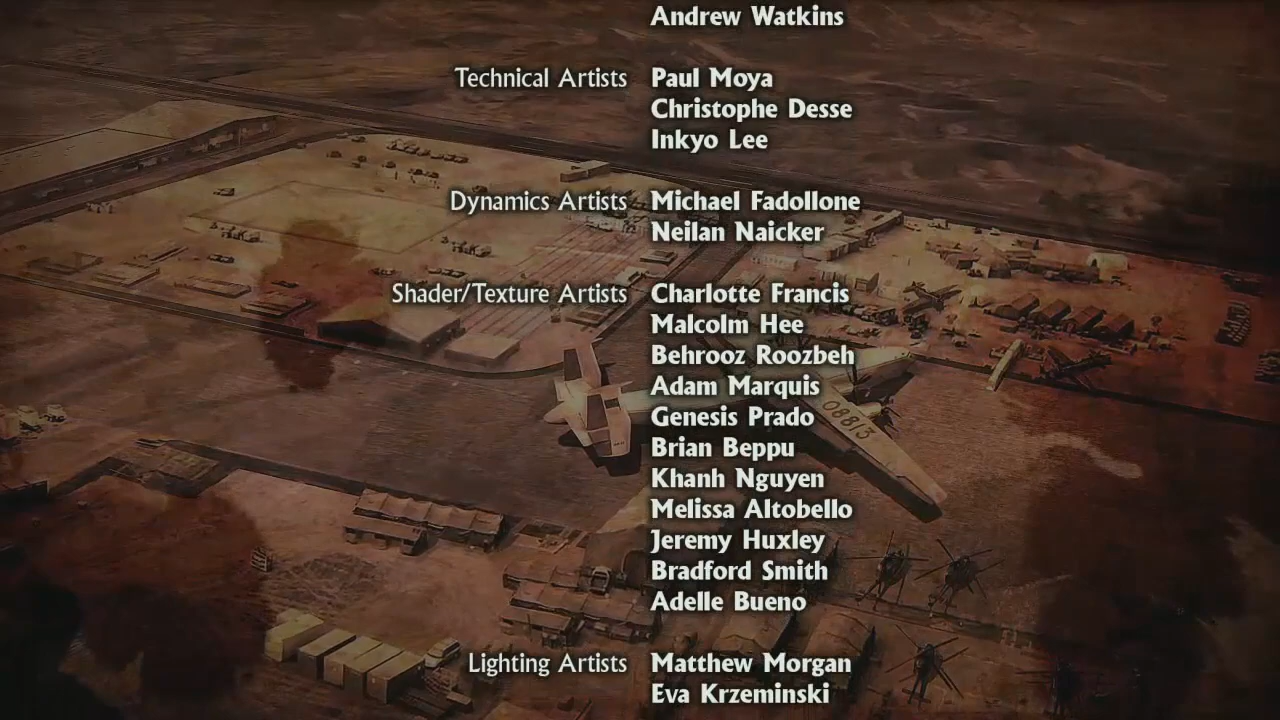 Andrew Watkins
Technical Artists Paul Moya
Christophe Desse
Inkyo Lee
Dynamics Artists Michael Fadollone
Neilan Naicker
Shader/Texture Artists Charlotte Francis
Malcolm Hee
Behrooz Roozbeh
Adam Marquis
Genesis Prado
Brian Beppu
Khanh Nguyen
Melissa Altobello
Jeremy Huxley
Bradford Smith
Adelle Bueno
Lighting Artists Matthew Morgan
Eva Krzeminski
08813